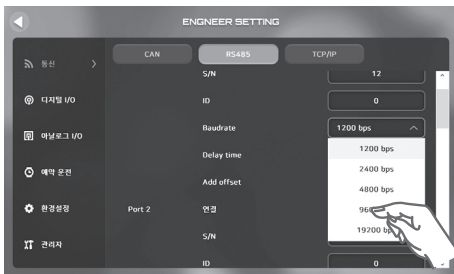 ENGNEER SETTING
CAN
RS485
TCP/IP
통신
디지털 I/O
아날로그 I/O
예약 운전
환경설정
관리자
S/N
12
ID
0
Baudrate
1200 bps
1200 bps
2400 bps
4800 bps
19200
Delay time
Add offset
Port 2
연결
S/N
ID
0